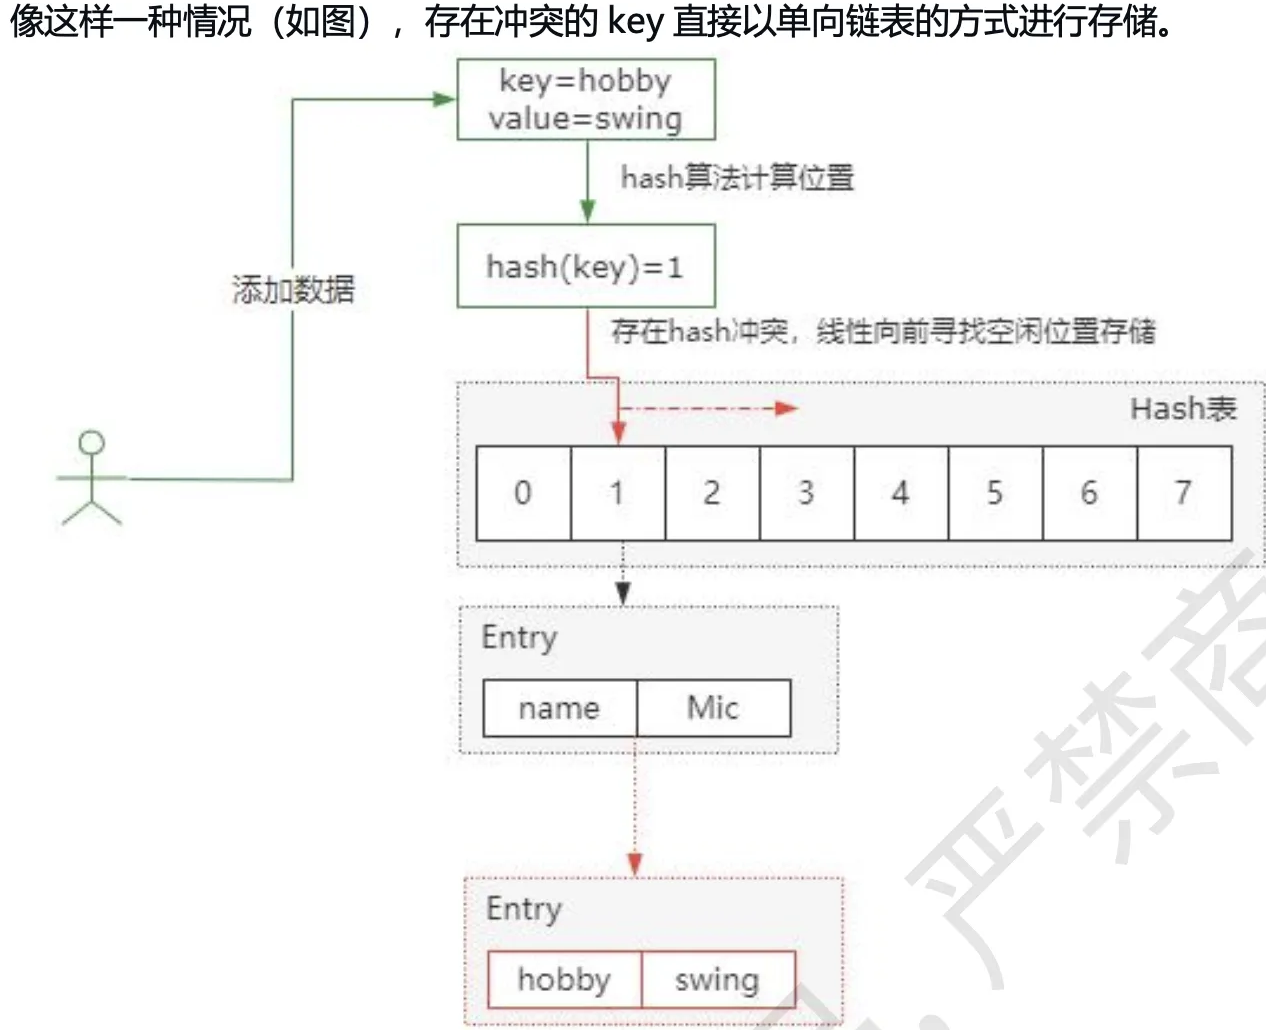 像这样一种情况（如图），存在冲突的 key 直接以单向链表的方式进行存储。
key=hobby
value=swing
hash算法计算位置
hash(key)=1
添加数据
存在hash冲突，线性向前寻找空闲位置存储
Hash表
0 1 2 3 4 5 6 7
Entry
name Mic
Entry
hobby swing
严禁商